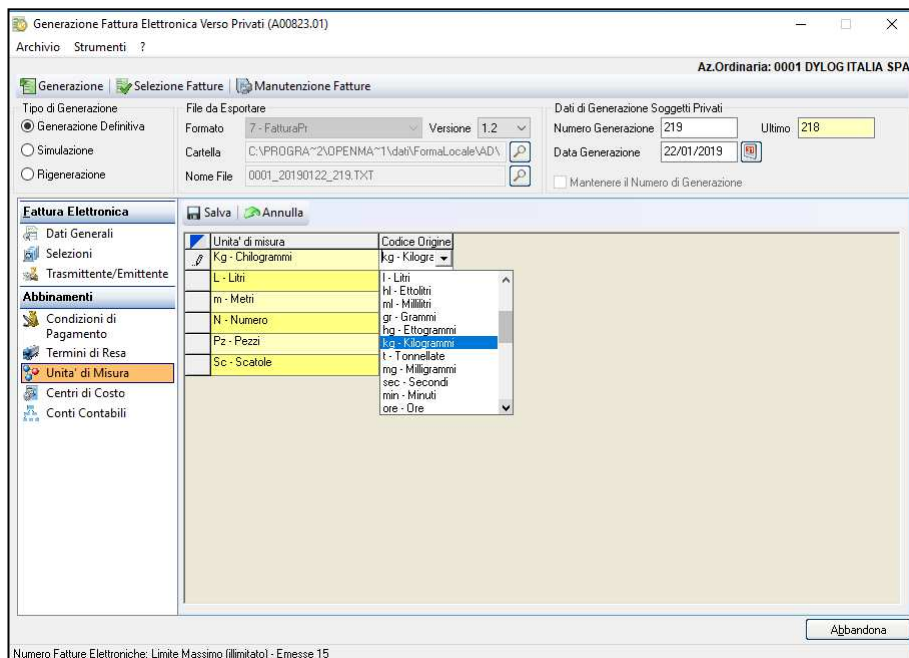 Generazione Fattura Elettronica Verso Privati (A00823.01)
Archivio Strumenti ?
Az.Ordinaria: 0001 DYLOG ITALIA SPA
Generazione Selezione Fatture Manutenzione Fatture
Tipo di Generazione
Generazione Definitiva
Simulazione
Rigenerazione
File da Esportare
Formato 7 - FatturaPr Versione 1.2
Cartella C:\PROGRA~2\OPENMA~1\dati\FormaLocale\AD\
Nome File 0001_20190122_219.TXT
Dati di Generazione Soggetti Privati
Numero Generazione 219 Ultimo 218
Data Generazione 22/01/2019
Mantenere il Numero di Generazione
Fattura Elettronica
Dati Generali
Selezioni
Trasmittente/Emittente
Abbinamenti
Condizioni di
Pagamento
Termini di Resa
Unita' di Misura
Centri di Costo
Conti Contabili
Salva Annulla
Unita' di misura Codice Origine
Kg - Chilogrammi kg - Kilogra
L - Litri
m - Metri
N - Numero
Pz - Pezzi
Sc - Scatole
l - Litri
hl - Ettolitri
ml - Millilitri
gr - Grammi
hg - Ettogrammi
kg - Kilogrammi
t - Tonnellate
mg - Milligrammi
sec - Secondi
min - Minuti
ore - Ore
Abbandona
Numero Fatture Elettroniche: Limite Massimo (illimitato) - Emesse 15